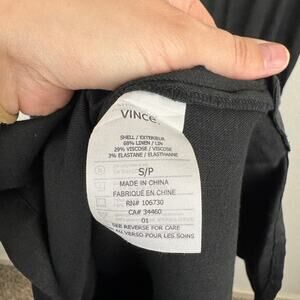 VINCE.
SHELL / EXTERIEUR
68% LINEN / LIN
29% VISCOSE / VISCOSE
3% ELASTANE / ELASTHANNE
S/P
MADE IN CHINA
FABRIQUÉ EN CHINE
RN# 106730
CA# 34460
01
SEE REVERSE FOR CARE
AU VERSO POUR LES SOINS